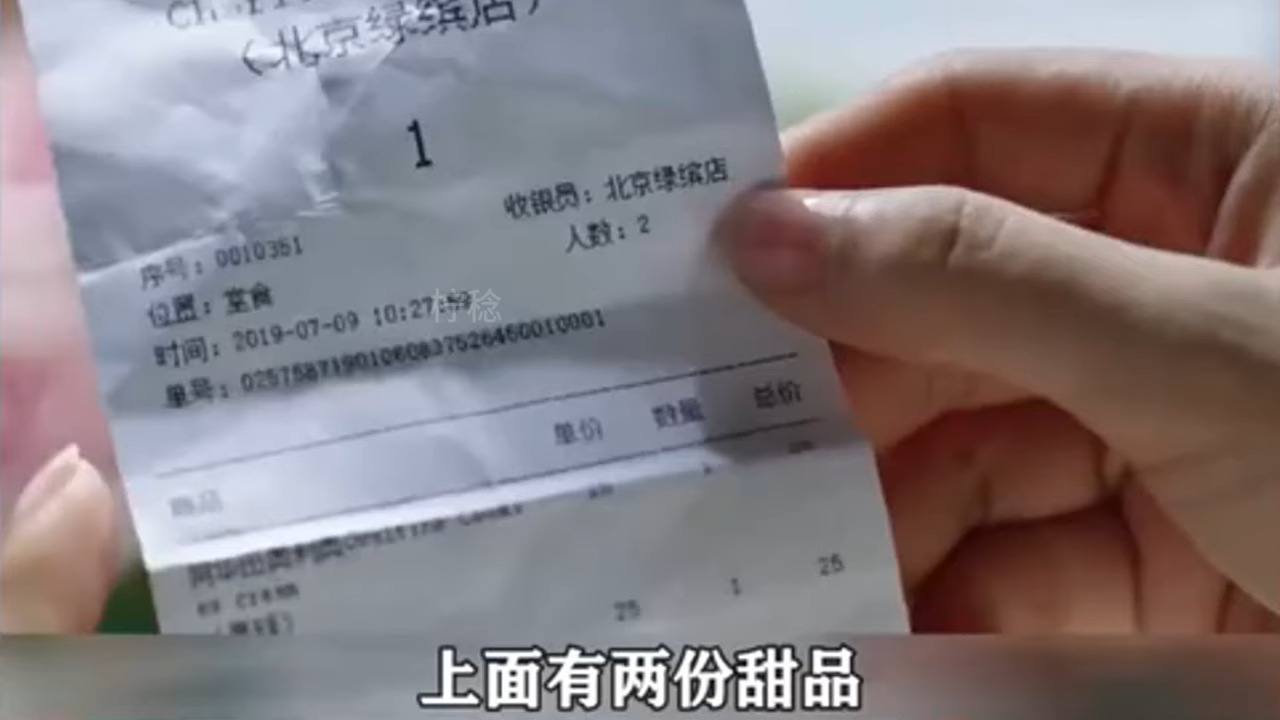 (北京绿缤店)
1
收银员：北京绿缤店
序号：0010351
人数：2
位置：堂食
时间：2019-07-09 10:27:59
柠稔
单号：02575871901060837526460010001
单价 数量 总价
商品
25 1 25
上面有两份甜品